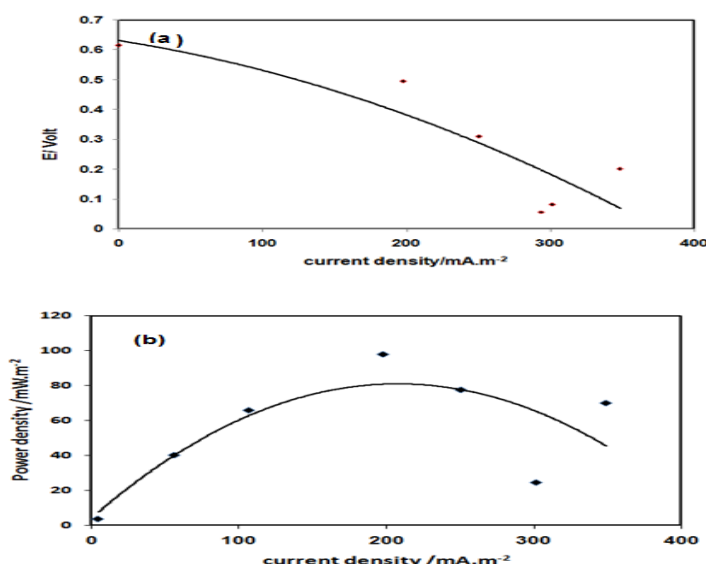 (a)
0.7
0.6
0.5
0.4
0.3
0.2
0.1
0
E/ Volt
0 100 200 300 400
current density/mA.m-2
(b)
120
100
80
60
40
20
0
Power density /mW.m-2
0 100 200 300 400
current density /mA.m-2